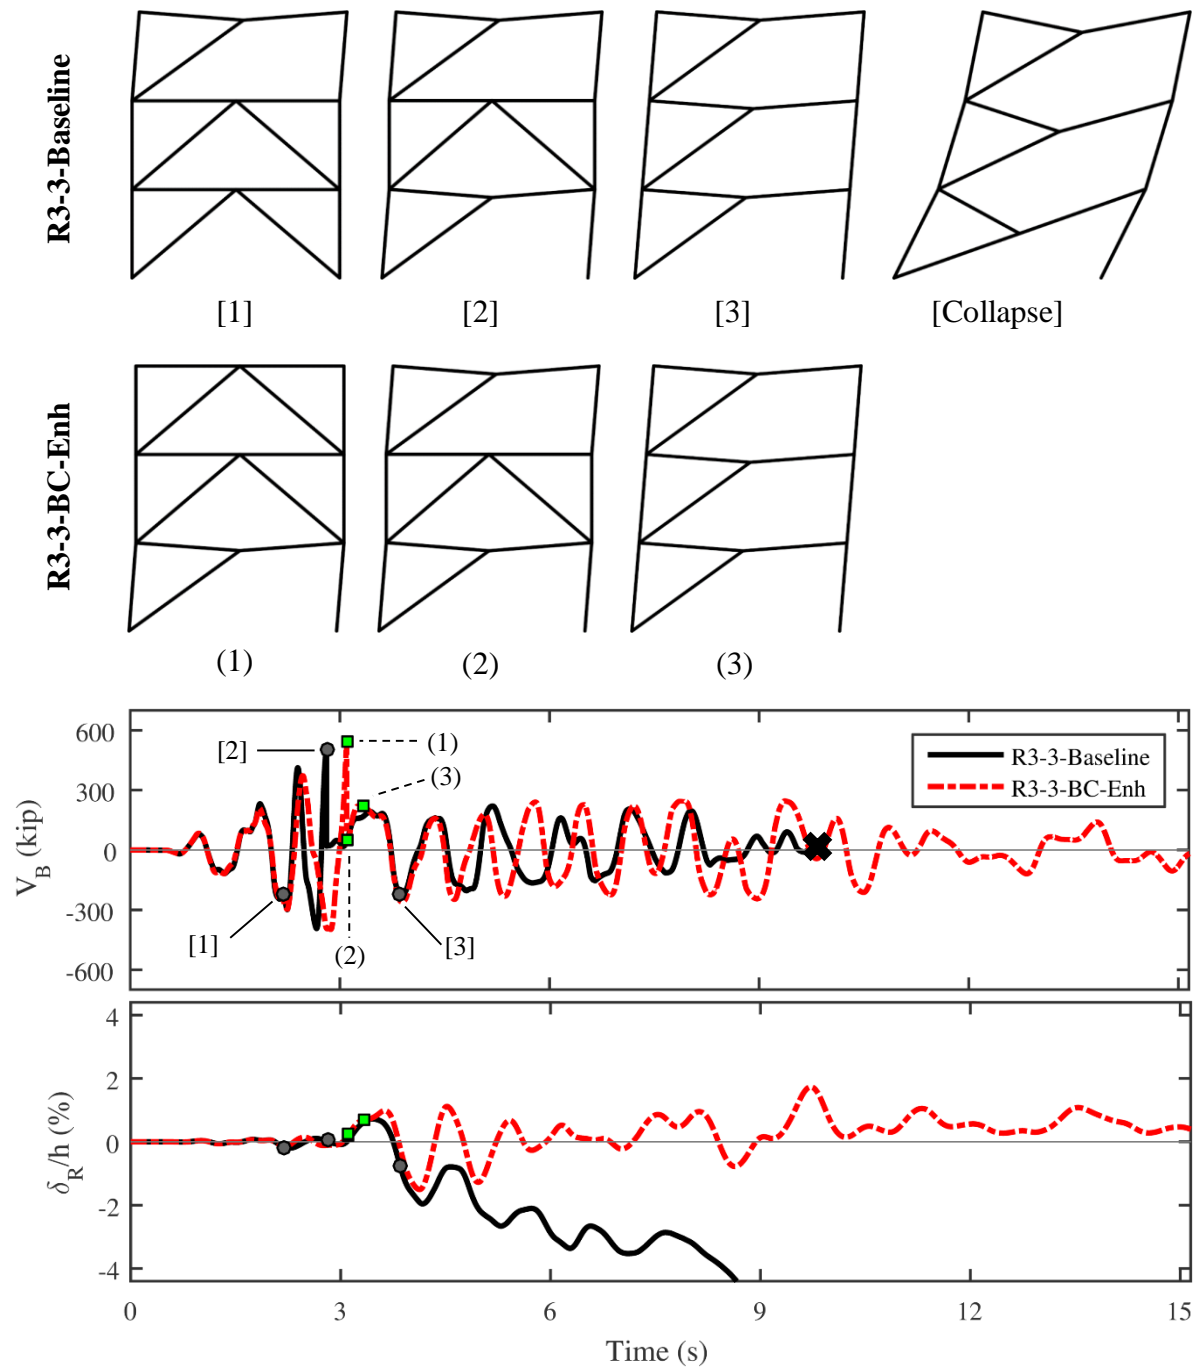 R3-3-Baseline
[1] [2] [3] [Collapse]
R3-3-BC-Enh
(1) (2) (3)
V_B (kip)
600
300
0
-300
-600
[2]
(1)
(3)
[1]
(2)
[3]
R3-3-Baseline
R3-3-BC-Enh
δ_R/h (%)
4
2
0
-2
-4
0 3 6 9 12 15
Time (s)